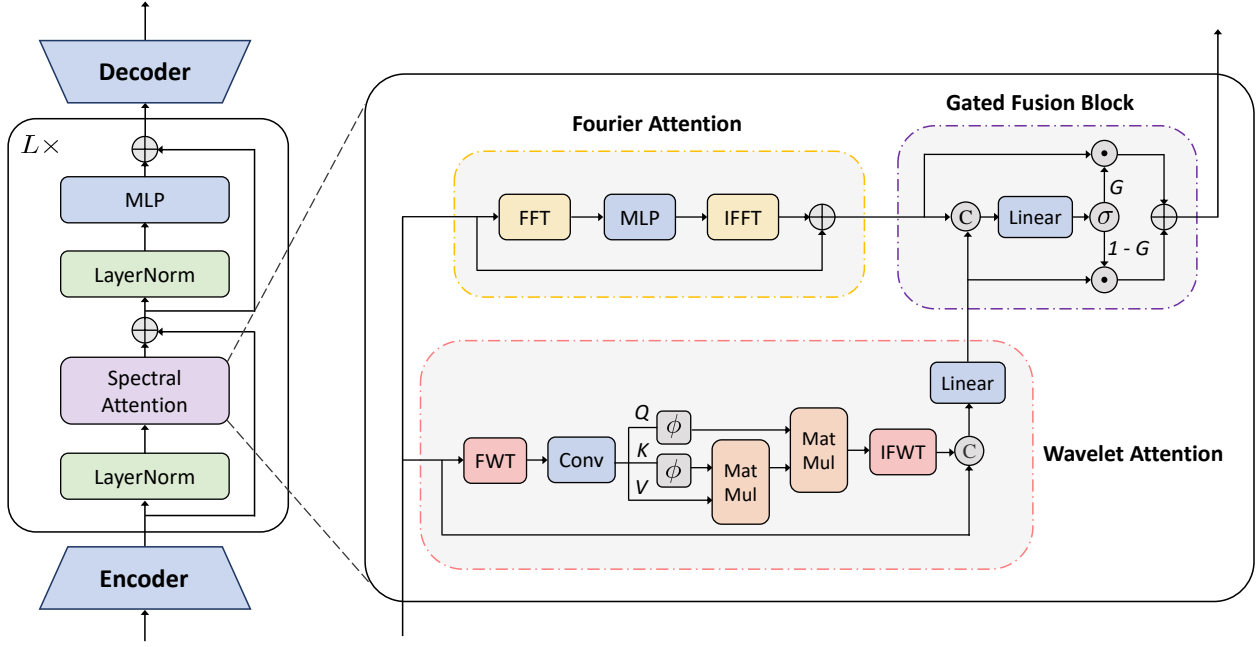 Decoder
L×
MLP
LayerNorm
Spectral
Attention
LayerNorm
Encoder
Fourier Attention
FFT
MLP
IFFT
Gated Fusion Block
C
Linear
σ
G
1 - G
Wavelet Attention
FWT
Conv
Q
K
V
ϕ
ϕ
Mat
Mul
Mat
Mul
IFWT
C
Linear